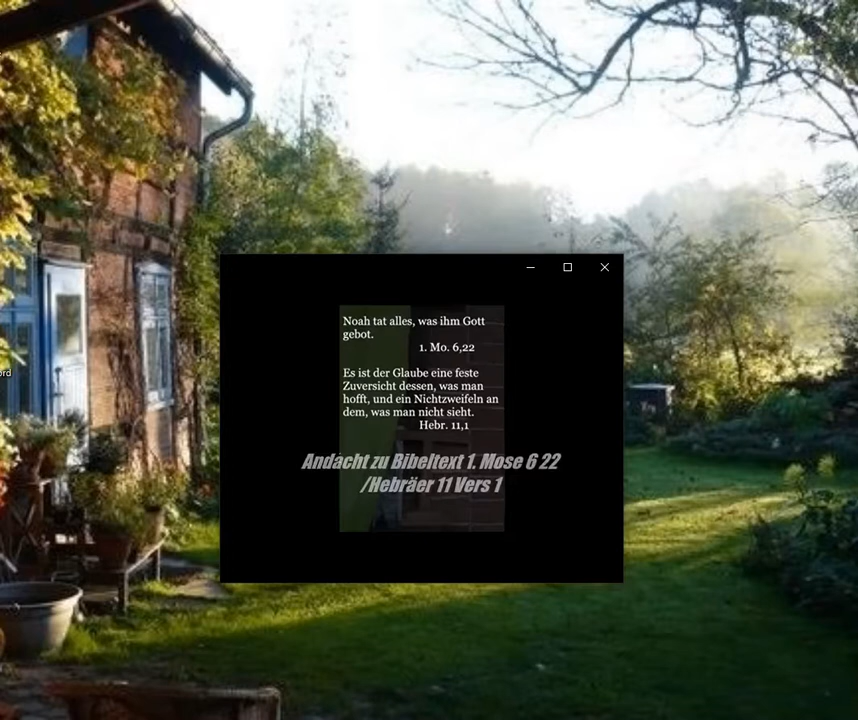 ord
Noah tat alles, was ihm Gott
gebot.
1. Mo. 6,22
Es ist der Glaube eine feste
Zuversicht dessen, was man
hofft, und ein Nichtzweifeln an
dem, was man nicht sieht.
Hebr. 11,1
Andacht zu Bibeltext 1. Mose 6 22
/Hebräer 11 Vers 1